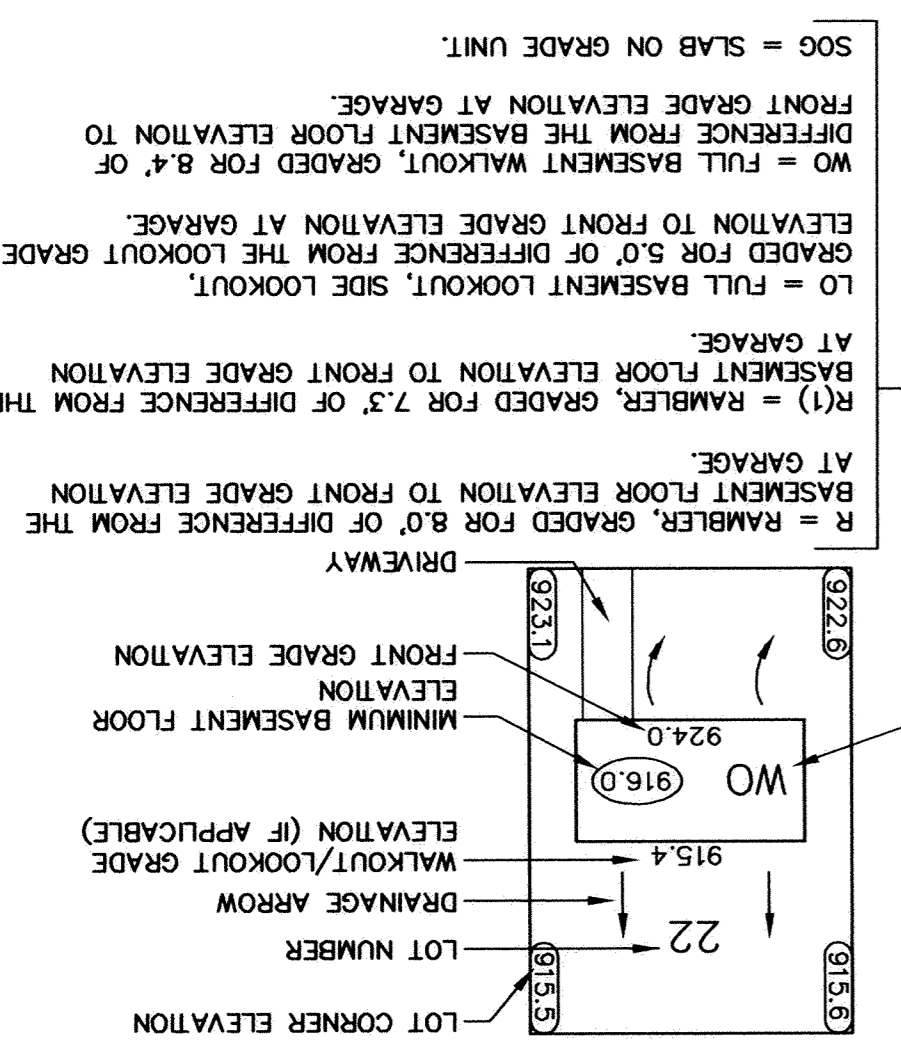 LOT CORNER ELEVATION
915.5
915.6
LOT NUMBER
22
DRAINAGE ARROW
WALKOUT/LOOKOUT GRADE
ELEVATION (IF APPLICABLE)
915.4
MINIMUM BASEMENT FLOOR
ELEVATION
916.0
WO
FRONT GRADE ELEVATION
924.0
DRIVEWAY
923.1
922.6
R = RAMBLER, GRADED FOR 8.0' OF DIFFERENCE FROM THE
BASEMENT FLOOR ELEVATION TO FRONT GRADE ELEVATION
AT GARAGE.
R(1) = RAMBLER, GRADED FOR 7.3' OF DIFFERENCE FROM THE
BASEMENT FLOOR ELEVATION TO FRONT GRADE ELEVATION
AT GARAGE.
LO = FULL BASEMENT LOOKOUT, SIDE LOOKOUT,
GRADED FOR 5.0' OF DIFFERENCE FROM THE LOOKOUT GRADE
ELEVATION TO FRONT GRADE ELEVATION AT GARAGE.
WO = FULL BASEMENT WALKOUT, GRADED FOR 8.4' OF
DIFFERENCE FROM THE BASEMENT FLOOR ELEVATION TO
FRONT GRADE ELEVATION AT GARAGE.
SOG = SLAB ON GRADE UNIT.